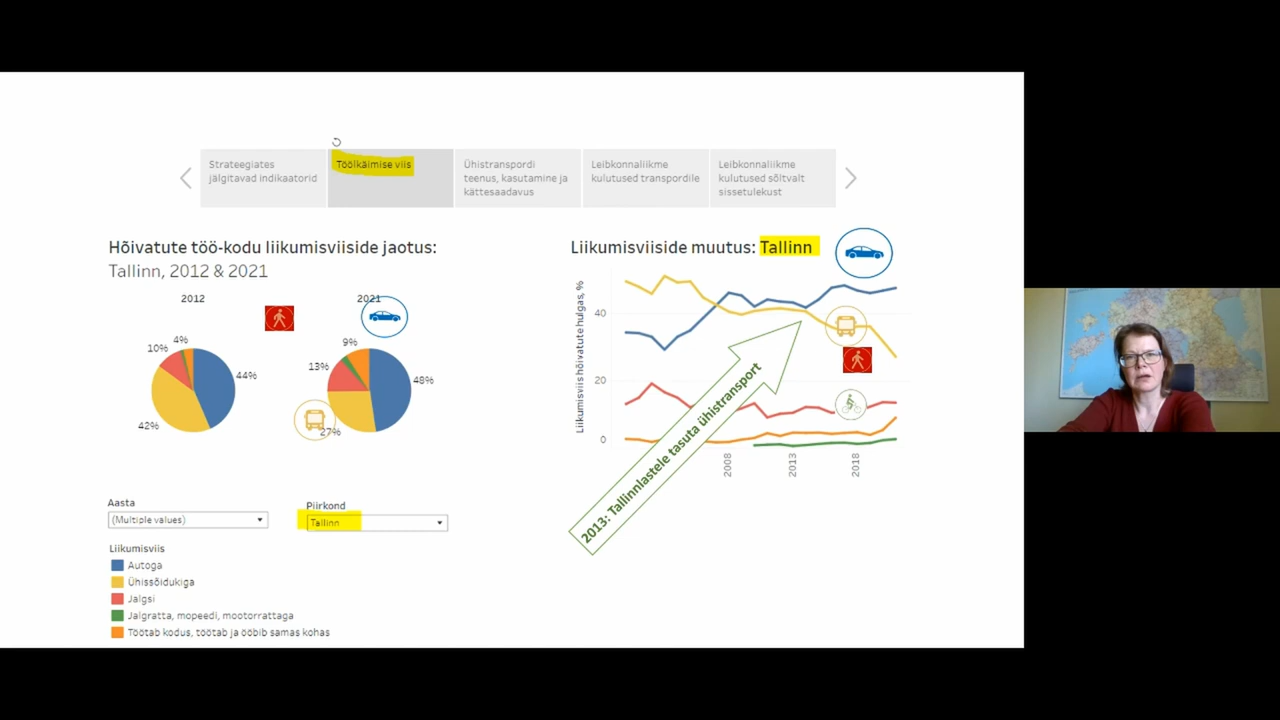 Strateegiates
jälgitavad indikaatorid
Töölkäimise viis
Ühistranspordi
teenus, kasutamine ja
kättesaadavus
Leibkonnaliikme
kulutused transpordile
Leibkonnaliikme
kulutused sõltvalt
sissetulekust
Hõivatute töö-kodu liikumisviiside jaotus:
Tallinn, 2012 & 2021
2012
2021
4%
10%
44%
42%
9%
13%
48%
27%
Liikumisviiside muutus: Tallinn
Liikumisviis hõivatute hulgas, %
40
20
0
2008
2013
2018
2013: Tallinnlastele tasuta ühistransport
Aasta
(Multiple values)
Piirkond
Tallinn
Liikumisviis
Autoga
Ühissõidukiga
Jalgsi
Jalgratta, mopeedi, mootorrattaga
Töötab kodus, töötab ja ööbib samas kohas